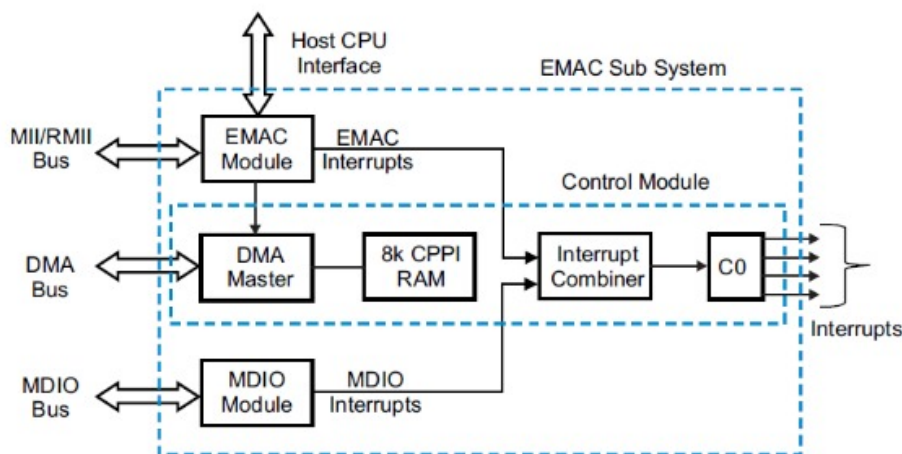 Host CPU
Interface
EMAC Sub System
MII/RMII
Bus
EMAC
Module
EMAC
Interrupts
Control Module
DMA
Bus
DMA
Master
8k CPPI
RAM
Interrupt
Combiner
C0
Interrupts
MDIO
Bus
MDIO
Module
MDIO
Interrupts